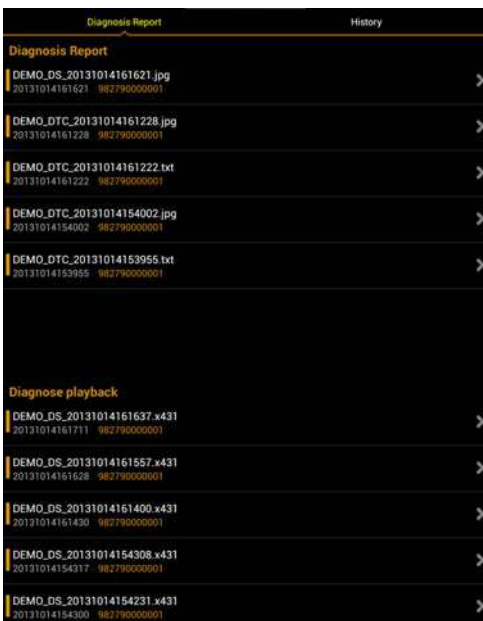 Diagnosis Report History
Diagnosis Report
DEMO_DS_20131014161621.jpg
20131014161621 982790000001
DEMO_DTC_20131014161228.jpg
20131014161228 982790000001
DEMO_DTC_20131014161222.txt
20131014161222 982790000001
DEMO_DTC_20131014154002.jpg
20131014154002 982790000001
DEMO_DTC_20131014153955.txt
20131014153955 982790000001
Diagnose playback
DEMO_DS_20131014161637.x431
20131014161711 982790000001
DEMO_DS_20131014161557.x431
20131014161628 982790000001
DEMO_DS_20131014161400.x431
20131014161430 982790000001
DEMO_DS_20131014154308.x431
20131014154317 982790000001
DEMO_DS_20131014154231.x431
20131014154300 982790000001